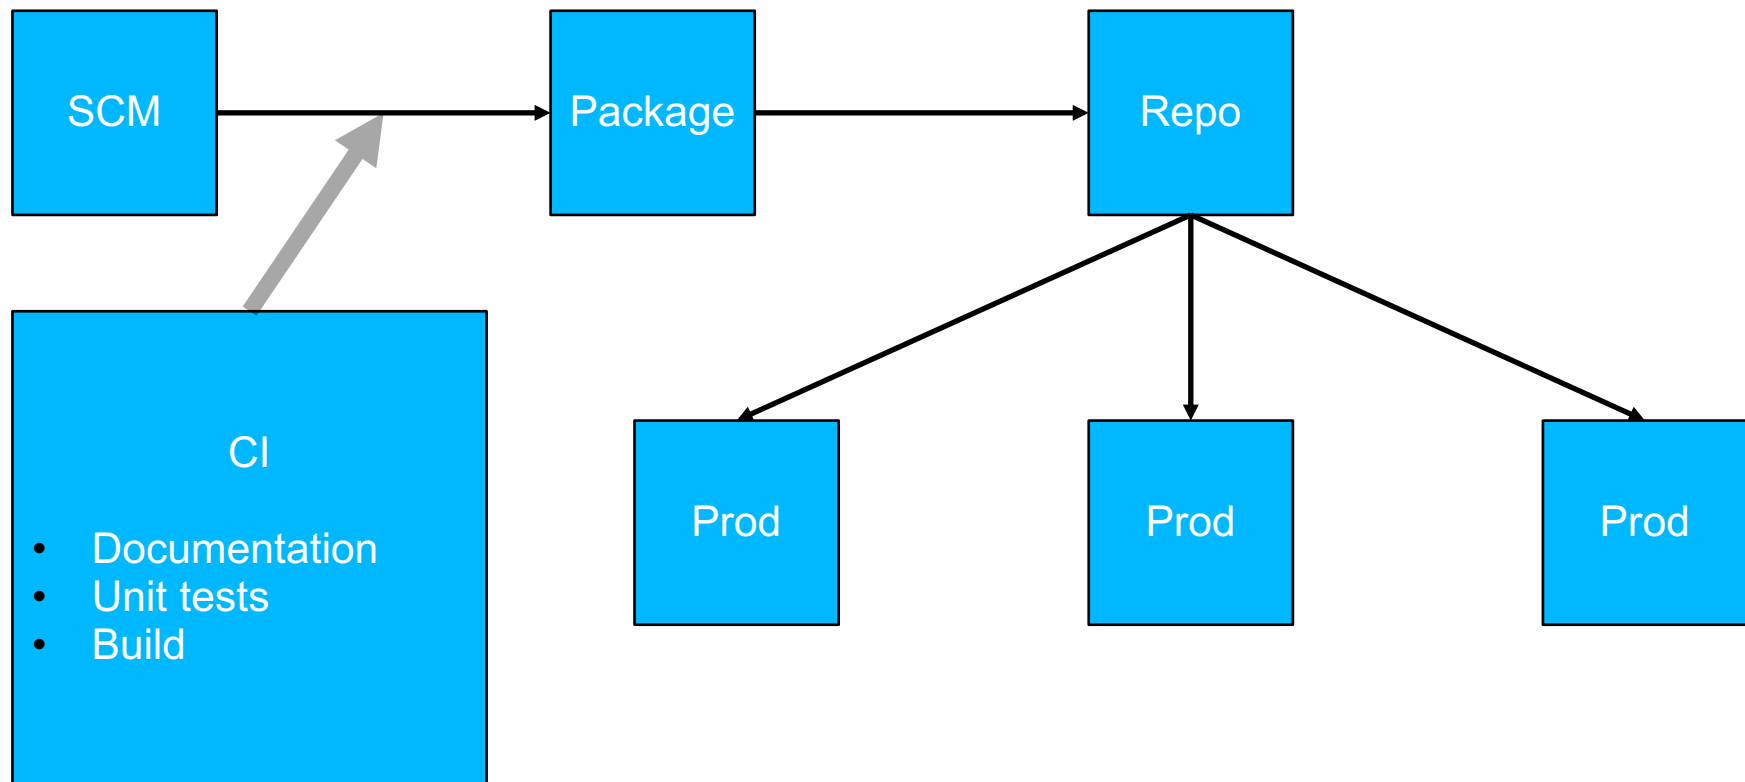 SCM
Package
Repo
CI
• Documentation
• Unit tests
• Build
Prod
Prod
Prod